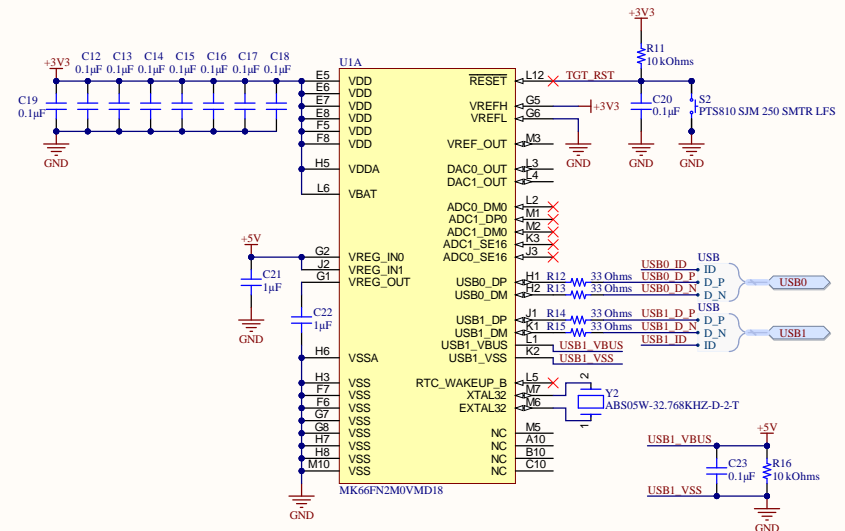 +3V3
C12 C13 C14 C15 C16 C17 C18
0.1µF 0.1µF 0.1µF 0.1µF 0.1µF 0.1µF 0.1µF
C19
0.1µF
GND
U1A
E5 VDD
E6 VDD
E7 VDD
E8 VDD
F5 VDD
F8 VDD
H5 VDDA
L6 VBAT
+5V
G2 VREG_IN0
J2 VREG_IN1
G1 VREG_OUT
C21
1µF
GND
C22
1µF
H6 VSSA
H3 VSS
F7 VSS
F6 VSS
G7 VSS
G8 VSS
H7 VSS
H8 VSS
M10 VSS
GND
RESET L12 TGT_RST
VREFH G5 +3V3
VREFL G6
GND
VREF_OUT M3
DAC0_OUT L3
DAC1_OUT L4
ADC0_DM0 L2
ADC1_DP0 M1
ADC1_DM0 M2
ADC1_SE16 K3
ADC0_SE16 J3
USB0_DP H1 R12 33 Ohms USB0_D_P
USB0_DM H2 R13 33 Ohms USB0_D_N
USB1_DP J1 R14 33 Ohms USB1_D_P
USB1_DM K1 R15 33 Ohms USB1_D_N
USB1_VBUS L1 USB1_VBUS
USB1_VSS K2 USB1_VSS
RTC_WAKEUP_B L5
XTAL32 M7
EXTAL32 M6
NC M5
NC A10
NC B10
NC C10
MK66FN2M0VMD18
+3V3
R11
10 kOhms
C20
0.1µF
GND
S2
PTS810 SJM 250 SMTR LFS
GND
USB
USB0_ID ID
D_P
D_N
USB0
USB
D_P
D_N
USB1_ID ID
USB1
2
Y2
ABS05W-32.768KHZ-D-2-T
1
+5V
USB1_VBUS
C23
0.1µF
R16
10 kOhms
USB1_VSS
GND